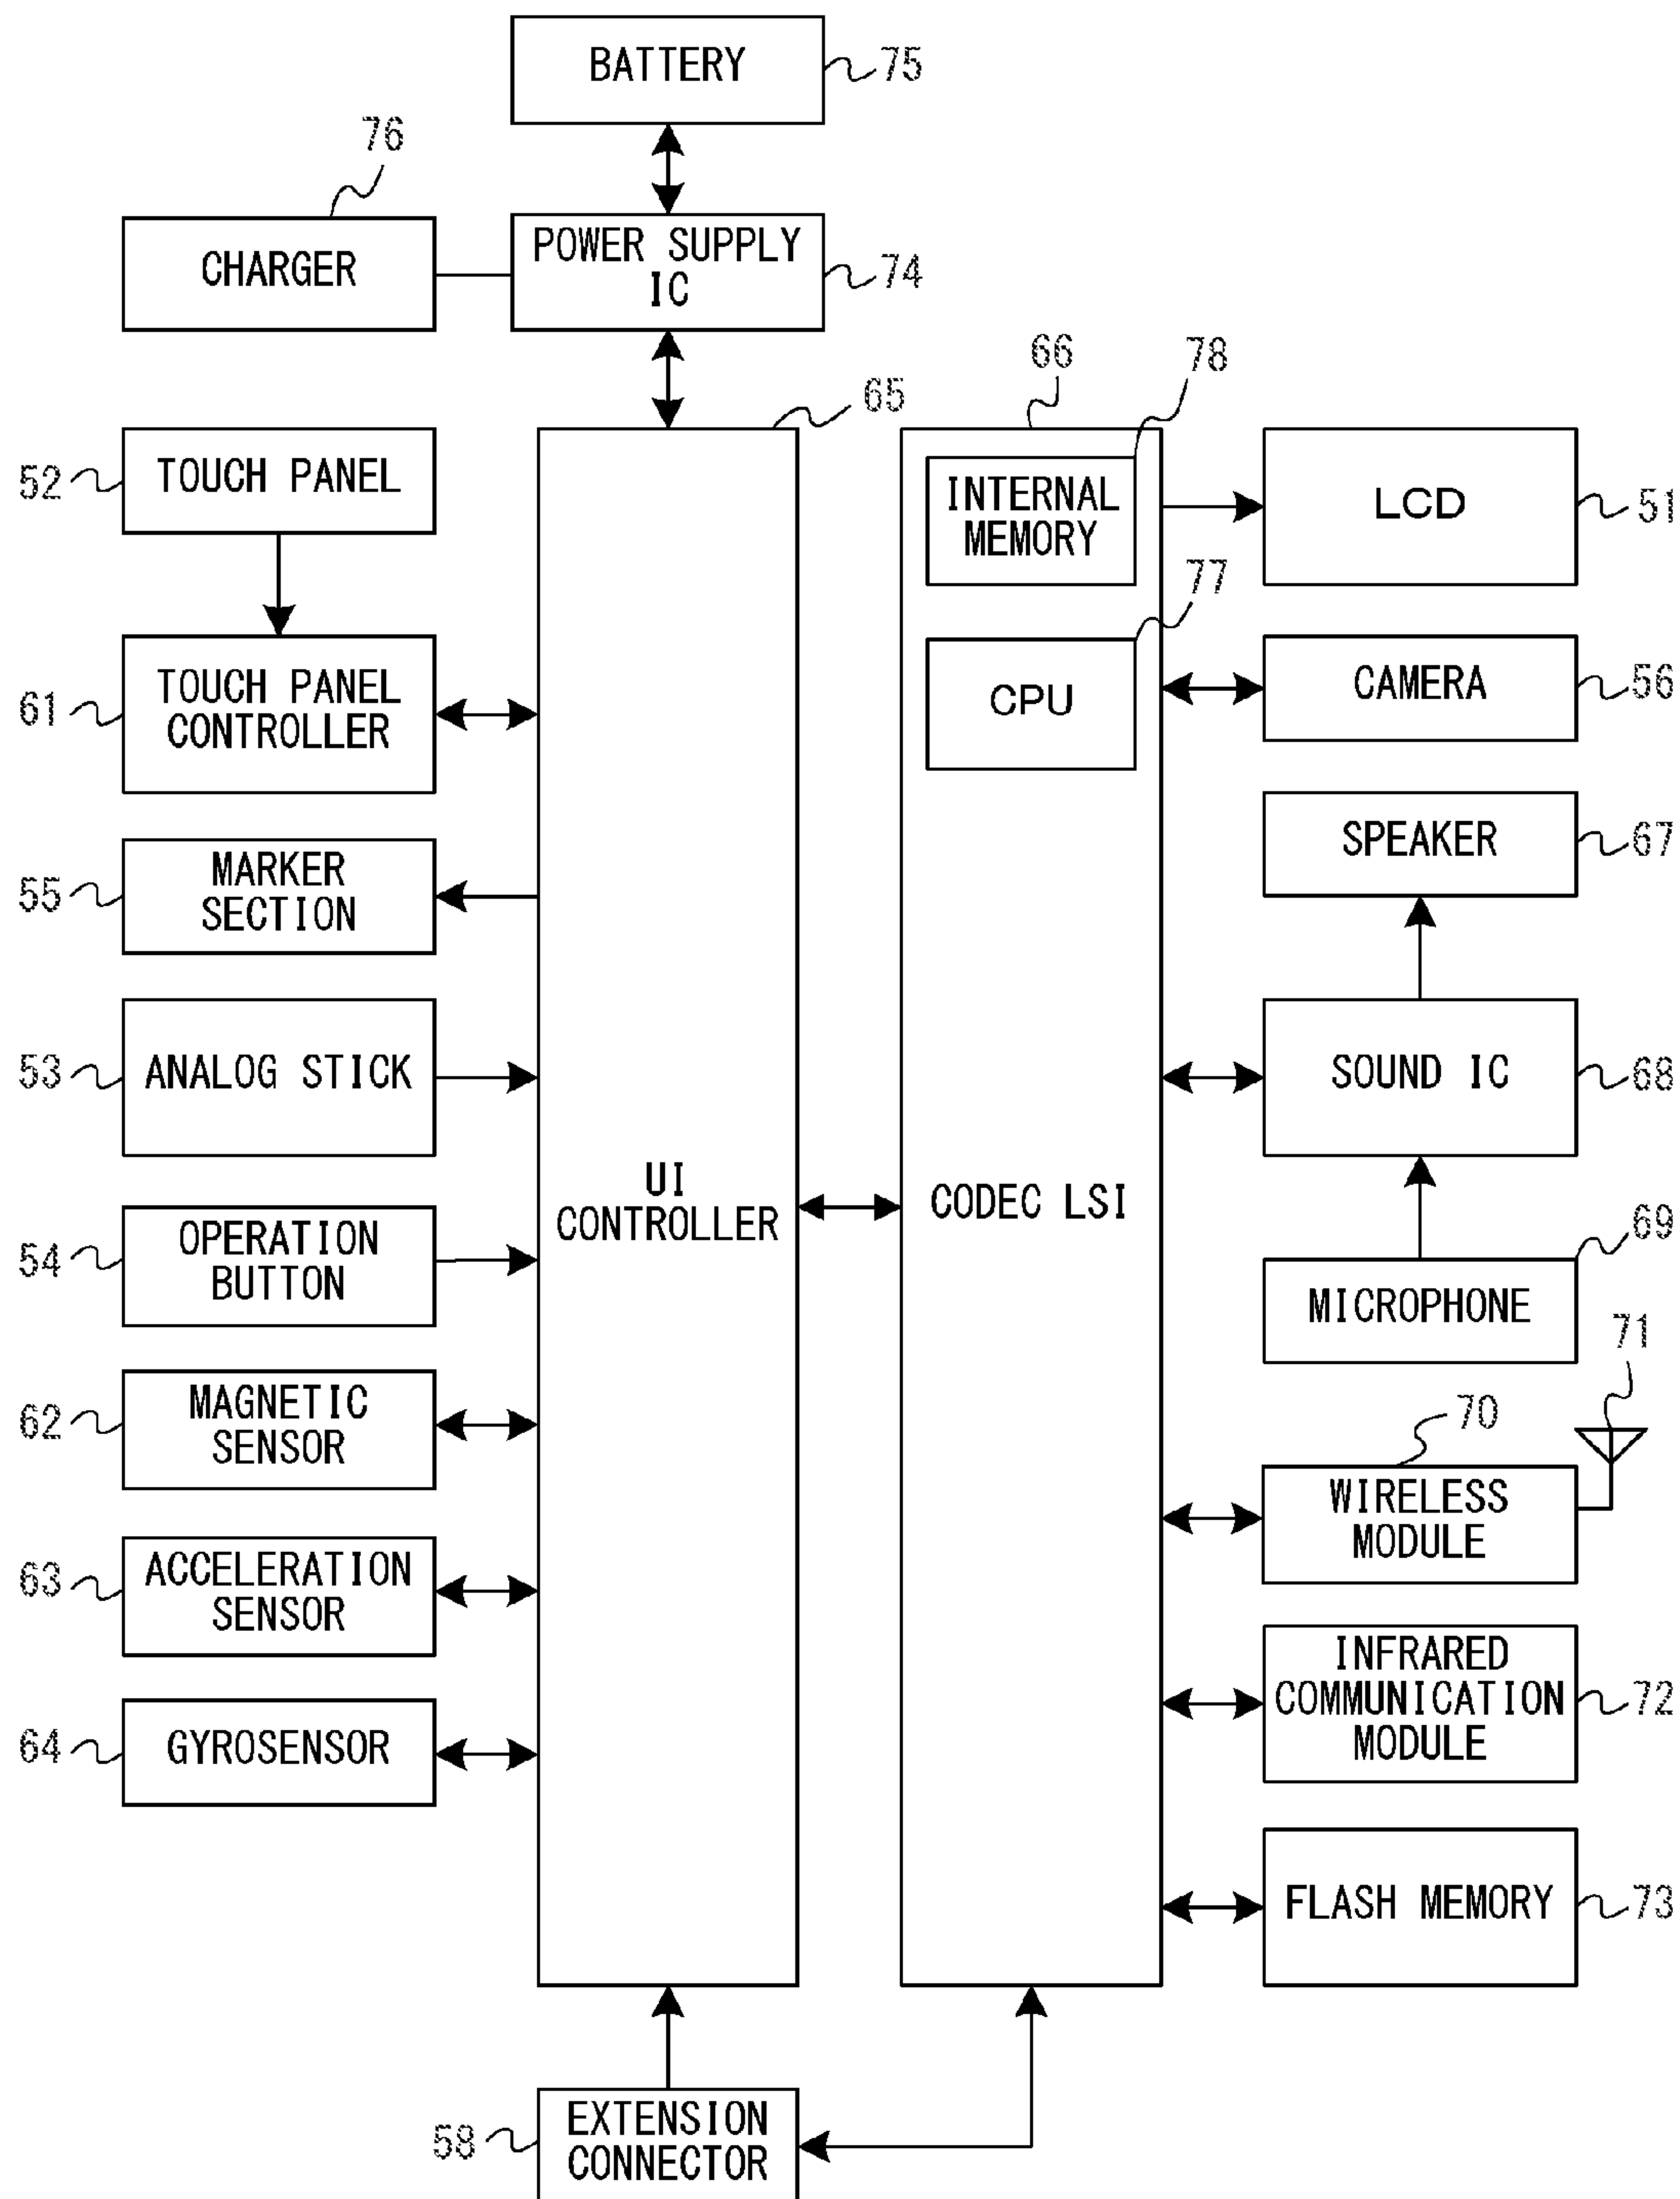 BATTERY
75
76
CHARGER
POWER SUPPLY
IC
74
65
66
78
52
TOUCH PANEL
INTERNAL
MEMORY
LCD
51
77
61
TOUCH PANEL
CONTROLLER
CPU
CAMERA
56
SPEAKER
67
55
MARKER
SECTION
53
ANALOG STICK
SOUND IC
68
UI
CONTROLLER
CODEC LSI
54
OPERATION
BUTTON
69
MICROPHONE
71
62
MAGNETIC
SENSOR
70
WIRELESS
MODULE
63
ACCELERATION
SENSOR
INFRARED
COMMUNICATION
MODULE
72
64
GYROSENSOR
FLASH MEMORY
73
58
EXTENSION
CONNECTOR